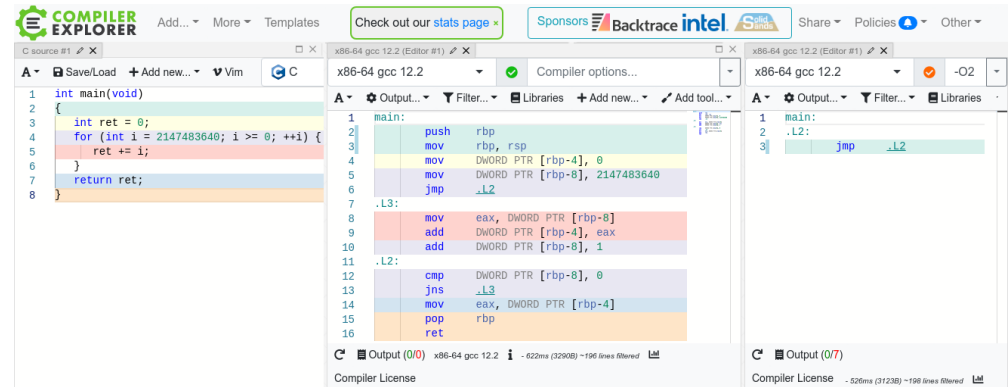 COMPILER
EXPLORER
Add...
More
Templates
Check out our stats page ×
Sponsors
Backtrace
intel.
Solid Sands
Share
Policies
Other
C source #1
x86-64 gcc 12.2 (Editor #1)
x86-64 gcc 12.2 (Editor #1)
A
Save/Load
+ Add new...
Vim
C
x86-64 gcc 12.2
Compiler options...
x86-64 gcc 12.2
-O2
A
Output...
Filter...
Libraries
+ Add new...
Add tool...
A
Output...
Filter...
Libraries
1 int main(void)
2 {
3 int ret = 0;
4 for (int i = 2147483640; i >= 0; ++i) {
5 ret += i;
6 }
7 return ret;
8 }
1 main:
2 push rbp
3 mov rbp, rsp
4 mov DWORD PTR [rbp-4], 0
5 mov DWORD PTR [rbp-8], 2147483640
6 jmp .L2
7 .L3:
8 mov eax, DWORD PTR [rbp-8]
9 add DWORD PTR [rbp-4], eax
10 add DWORD PTR [rbp-8], 1
11 .L2:
12 cmp DWORD PTR [rbp-8], 0
13 jns .L3
14 mov eax, DWORD PTR [rbp-4]
15 pop rbp
16 ret
1 main:
2 .L2:
3 jmp .L2
Output (0/0) x86-64 gcc 12.2 i - 622ms (3290B) ~196 lines filtered
Compiler License
Output (0/7)
Compiler License - 526ms (3123B) ~198 lines filtered